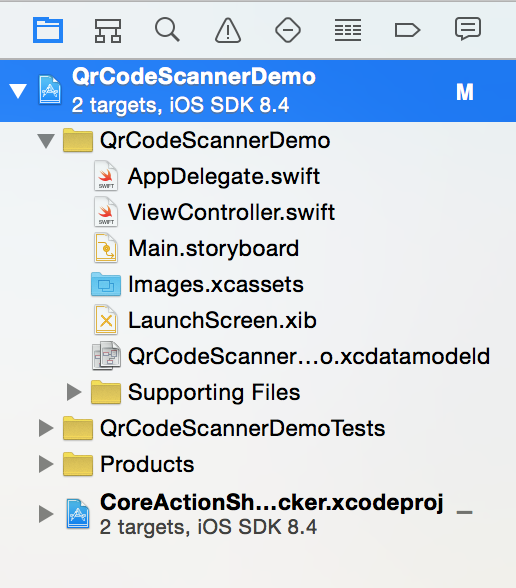 QrCodeScannerDemo
2 targets, iOS SDK 8.4
M
QrCodeScannerDemo
SWIFT
AppDelegate.swift
SWIFT
ViewController.swift
Main.storyboard
Images.xcassets
LaunchScreen.xib
QrCodeScanner...o.xcdatamodeld
Supporting Files
QrCodeScannerDemoTests
Products
CoreActionSh...cker.xcodeproj
2 targets, iOS SDK 8.4